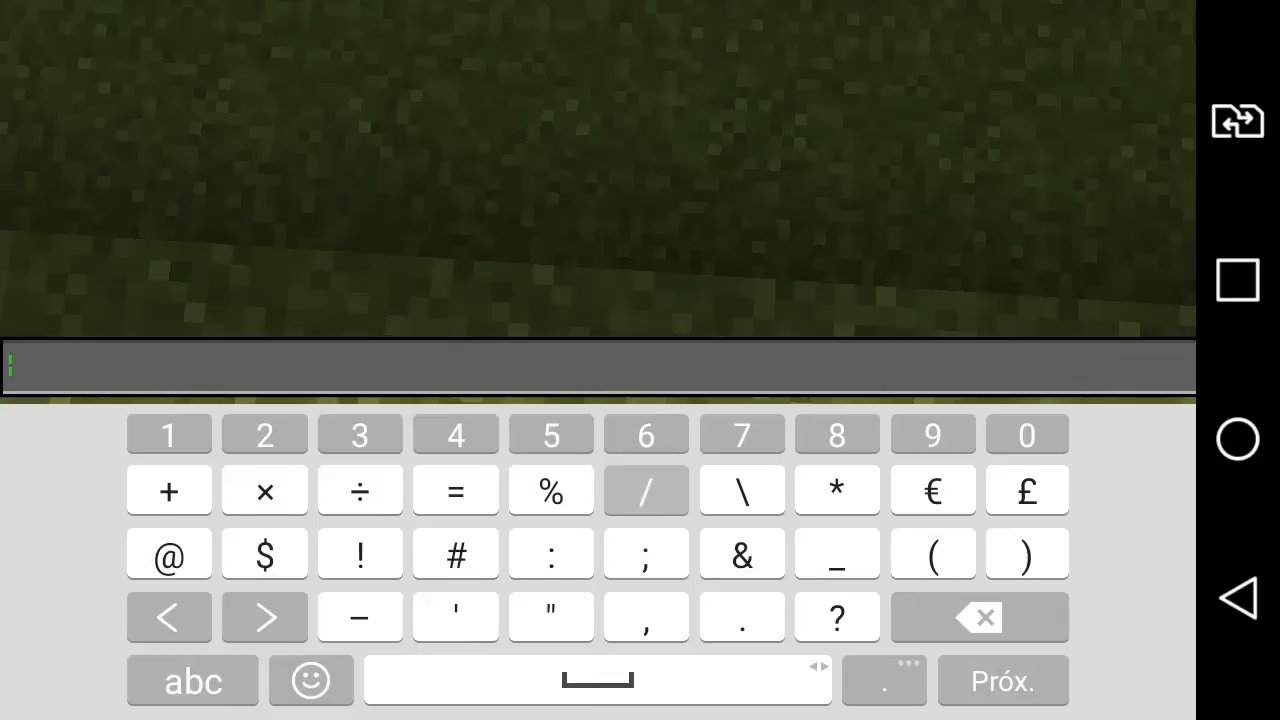 1 2 3 4 5 6 7 8 9 0
+ × ÷ = % / \ * € £
@ $ ! # : ; & _ ( )
< > – ' " , . ?
abc . Próx.